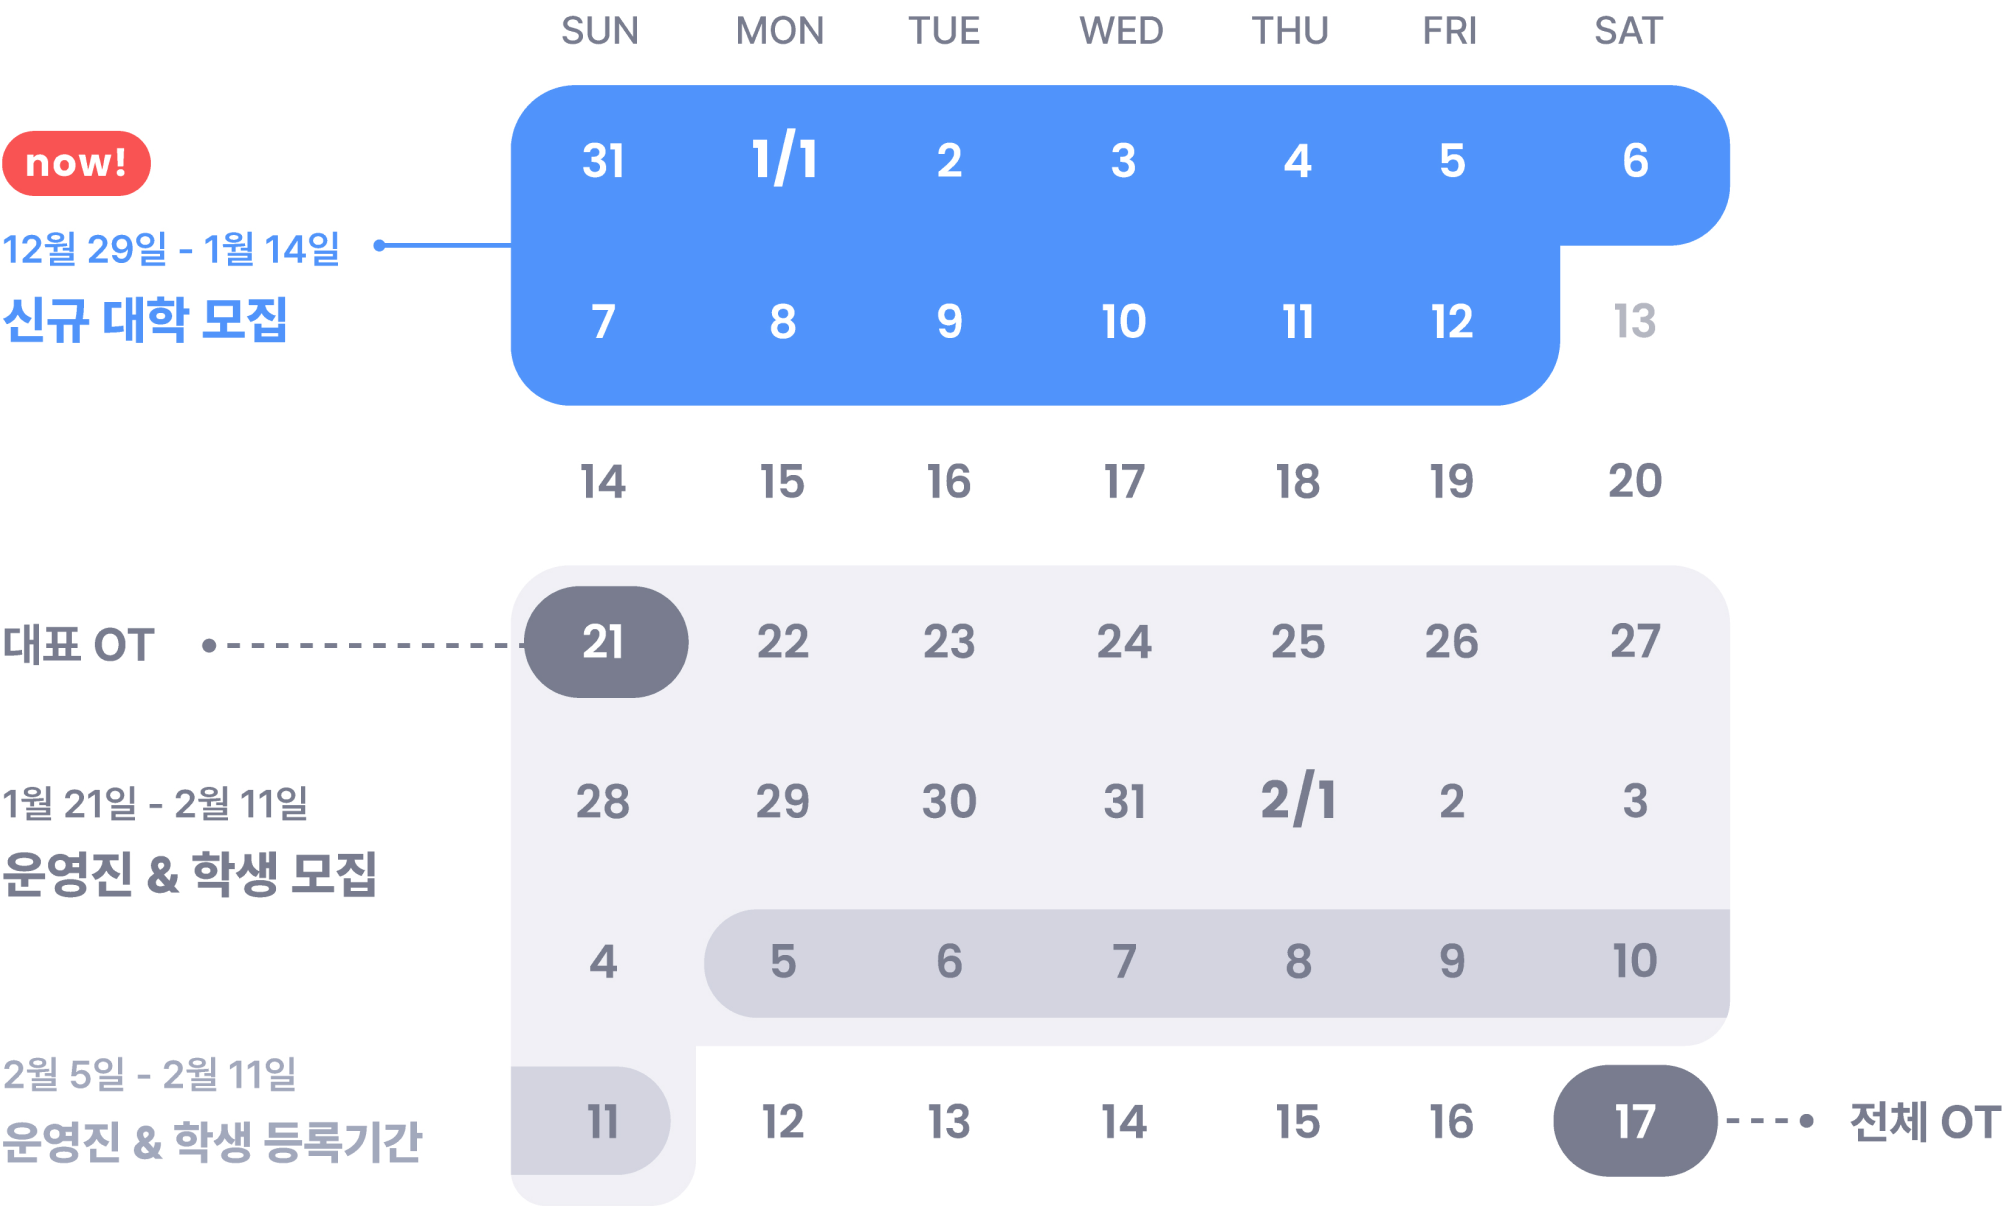 SUN MON TUE WED THU FRI SAT
now!
31 1/1 2 3 4 5 6
12월 29일 - 1월 14일
신규 대학 모집
7 8 9 10 11 12 13
14 15 16 17 18 19 20
대표 OT
21 22 23 24 25 26 27
1월 21일 - 2월 11일
28 29 30 31 2/1 2 3
운영진 & 학생 모집
4 5 6 7 8 9 10
2월 5일 - 2월 11일
운영진 & 학생 등록기간
11 12 13 14 15 16 17
전체 OT